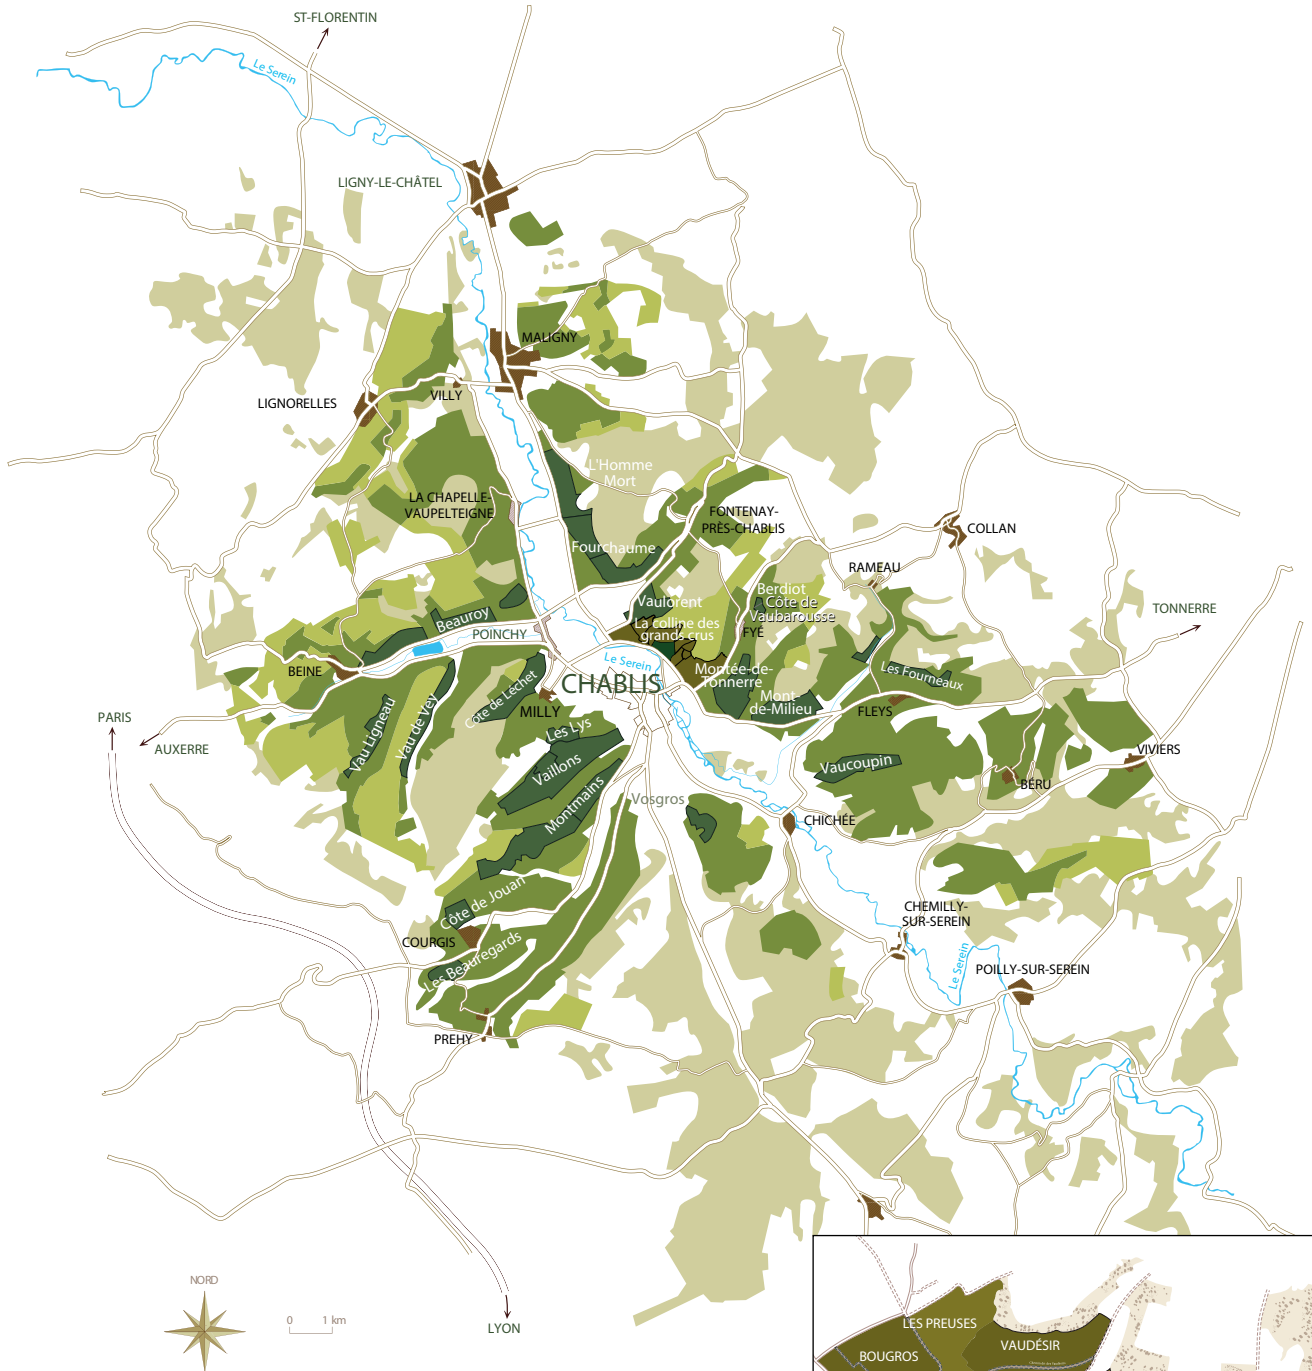 ST-FLORENTIN
Le Serein
LIGNY-LE-CHÂTEL
MALIGNY
VILLY
LIGNORELLES
L'Homme
Mort
LA CHAPELLE-
VAUPELTEIGNE
FONTENAY-
PRÈS-CHABLIS
COLLAN
Fourchaume
RAMEAU
Berdiot
Côte de
Vaubarousse
Vaulorent
TONNERRE
Beauroy
La colline des
grands crus
FYÉ
POINCHY
Le Serein
BEINE
Montée-de-
Tonnerre
Les Fourneaux
CHABLIS
Côte de Léchet
Mont-
de-Milieu
MILLY
FLEYS
Vau Ligneau
Vau de Vey
PARIS
AUXERRE
Les Lys
VIVIERS
Vaillons
Vaucoupin
BÉRU
Montmains
Vosgros
CHICHÉE
Côte de Jouan
CHEMILLY-
SUR-SEREIN
COURGIS
Les Beauregards
Le Serein
POILLY-SUR-SEREIN
PREHY
NORD
0 1 km
LYON
LES PREUSES
VAUDÉSIR
BOUGROS